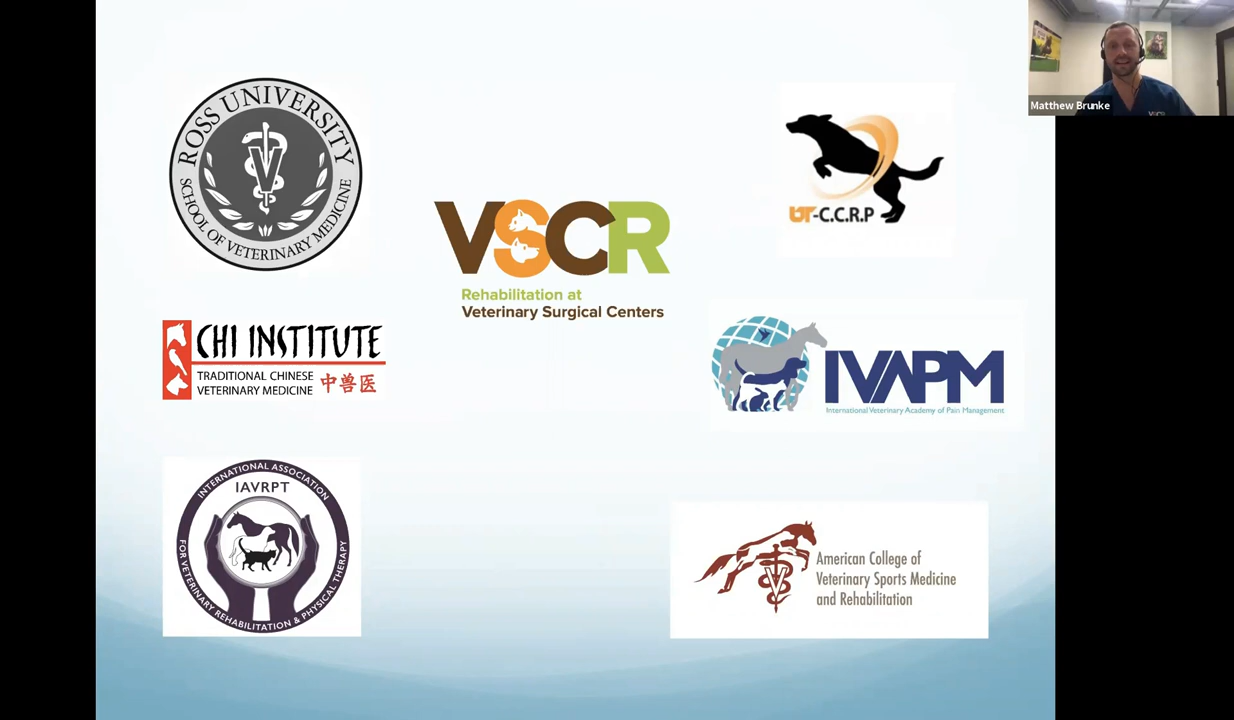 ROSS UNIVERSITY
SCHOOL OF VETERINARY MEDICINE
V
VSCR
Rehabilitation at
Veterinary Surgical Centers
UT-C.C.R.P
Matthew Brunke
VSCR
CHI INSTITUTE
TRADITIONAL CHINESE
VETERINARY MEDICINE 中兽医
IVAPM
International Veterinary Academy of Pain Management
INTERNATIONAL ASSOCIATION
IAVRPT
FOR VETERINARY REHABILITATION & PHYSICAL THERAPY
American College of
Veterinary Sports Medicine
and Rehabilitation
V